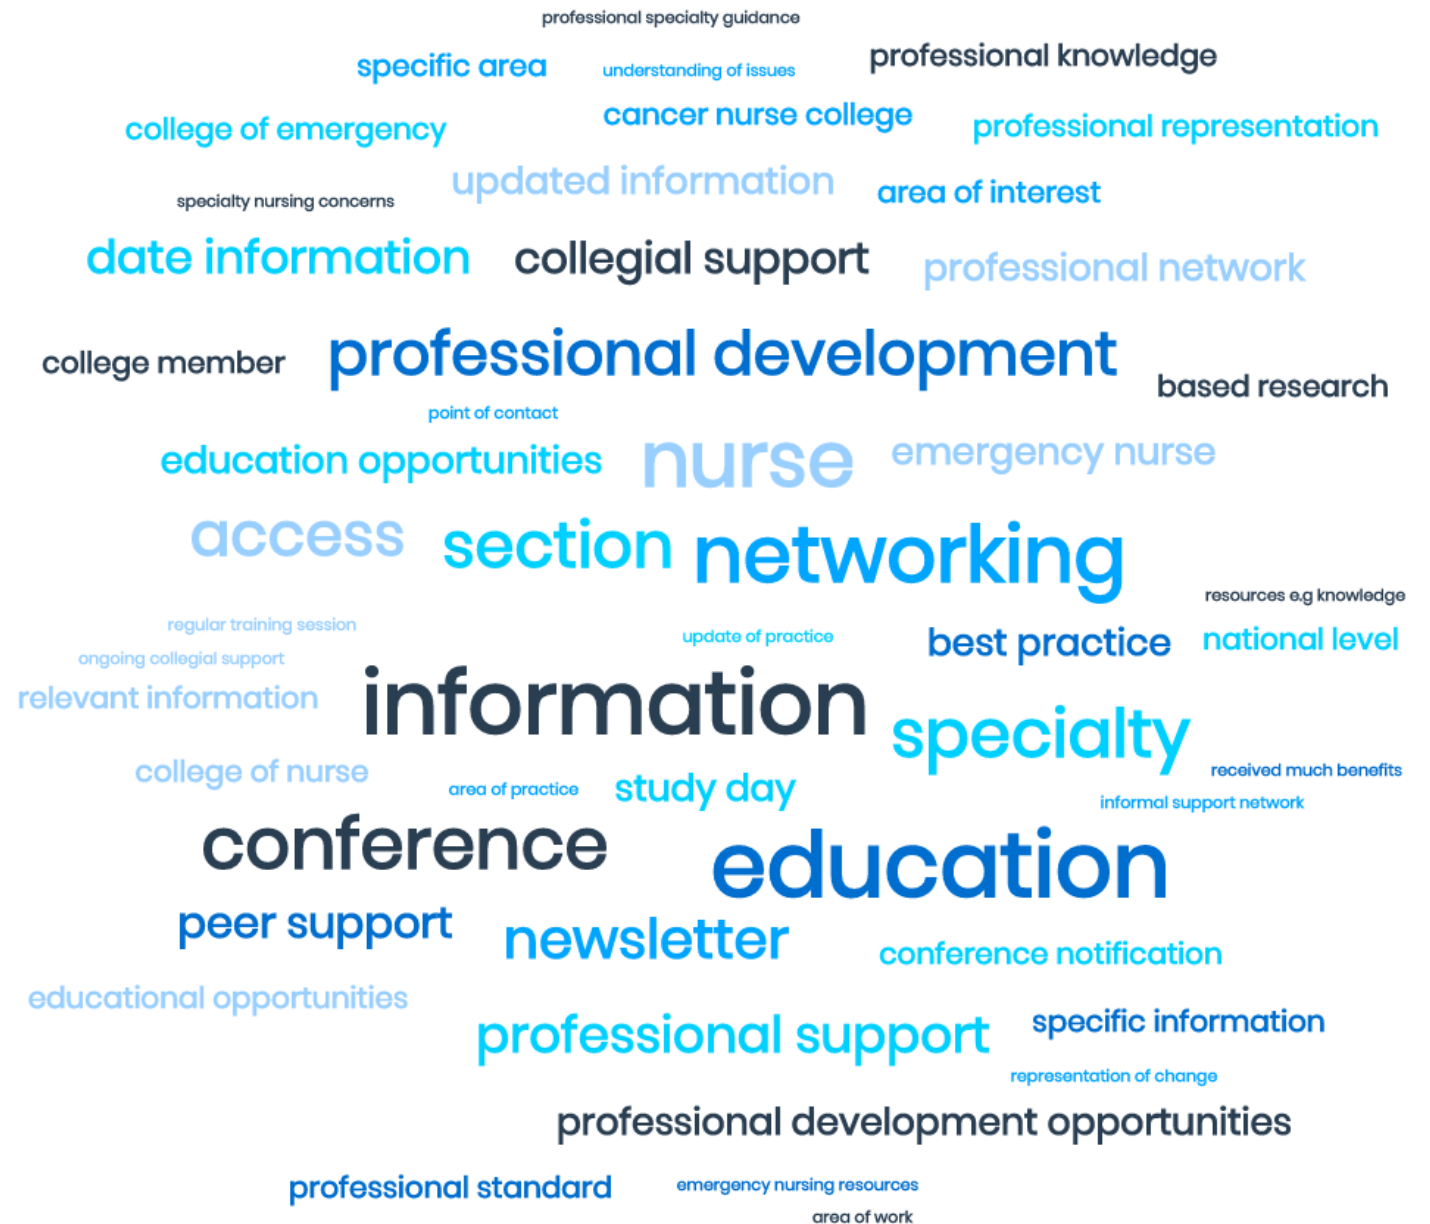 professional specialty guidance
specific area
understanding of issues
professional knowledge
college of emergency
cancer nurse college
professional representation
specialty nursing concerns
updated information
area of interest
date information
collegial support
professional network
college member
professional development
based research
point of contact
education opportunities
nurse
emergency nurse
access
section
networking
resources e.g knowledge
regular training session
update of practice
best practice
national level
ongoing collegial support
relevant information
information
specialty
college of nurse
area of practice
study day
received much benefits
informal support network
conference
education
peer support
newsletter
conference notification
educational opportunities
professional support
specific information
representation of change
professional development opportunities
professional standard
emergency nursing resources
area of work